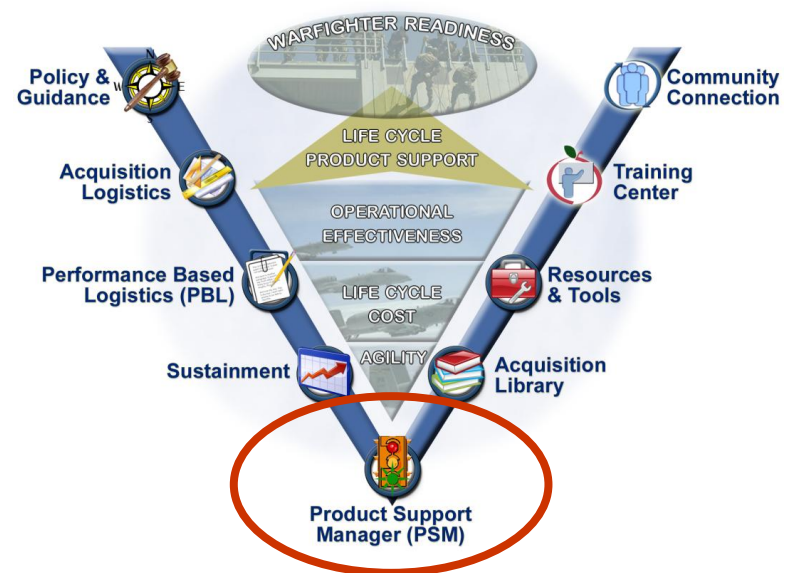 WARFIGHTER READINESS
N
W
E
S
Policy &
Guidance
Community
Connection
LIFE CYCLE
PRODUCT SUPPORT
Acquisition
Logistics
Training
Center
OPERATIONAL
EFFECTIVENESS
Performance Based
Logistics (PBL)
Resources
& Tools
LIFE CYCLE
COST
AGILITY
Sustainment
Acquisition
Library
Product Support
Manager (PSM)